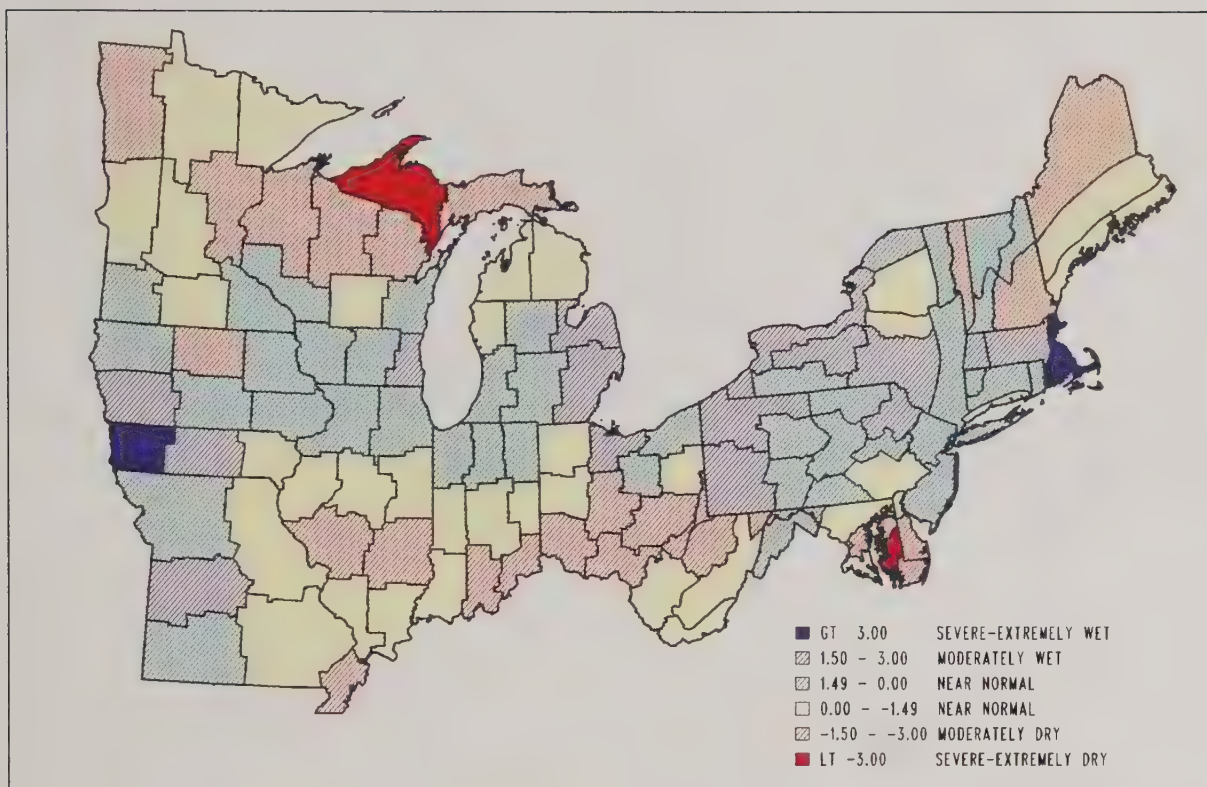 GT 3.00 SEVERE-EXTREMELY WET
1.50 - 3.00 MODERATELY WET
1.49 - 0.00 NEAR NORMAL
0.00 - -1.49 NEAR NORMAL
-1.50 - -3.00 MODERATELY DRY
LT -3.00 SEVERE-EXTREMELY DRY